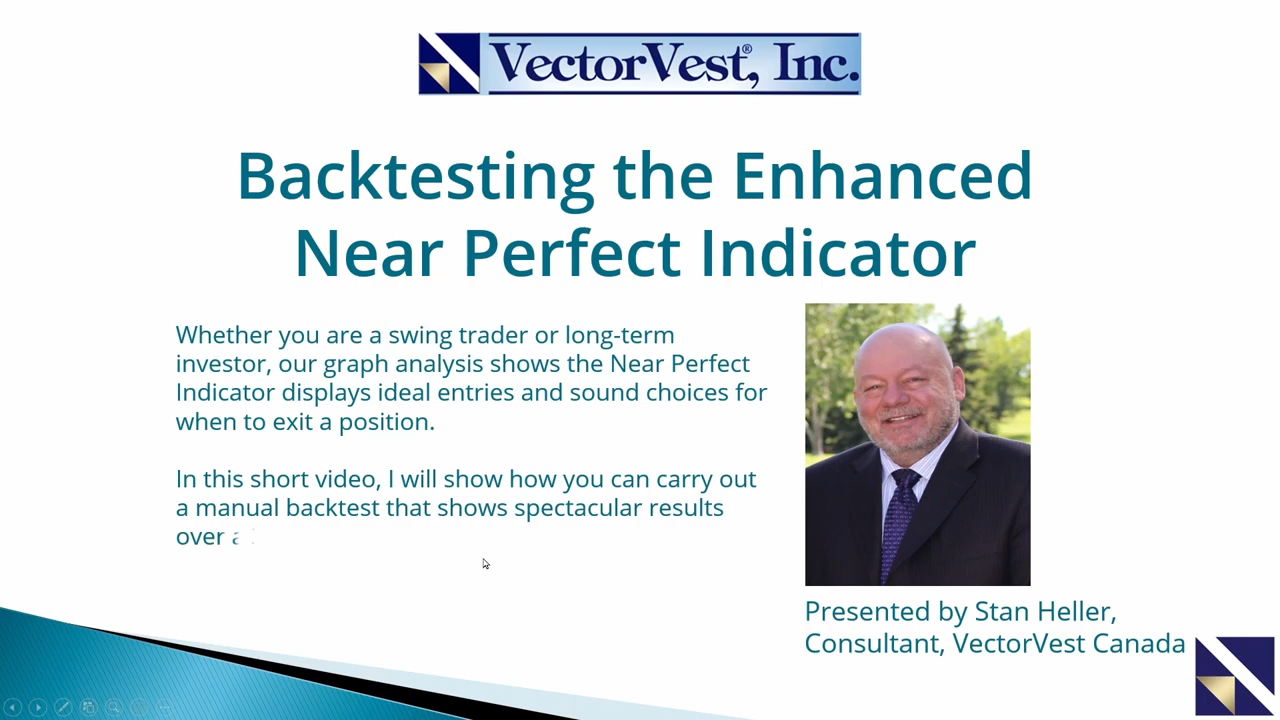 VectorVest®, Inc.
Backtesting the Enhanced
Near Perfect Indicator
Whether you are a swing trader or long-term
investor, our graph analysis shows the Near Perfect
Indicator displays ideal entries and sound choices for
when to exit a position.
In this short video, I will show how you can carry out
a manual backtest that shows spectacular results
over a
Presented by Stan Heller,
Consultant, VectorVest Canada